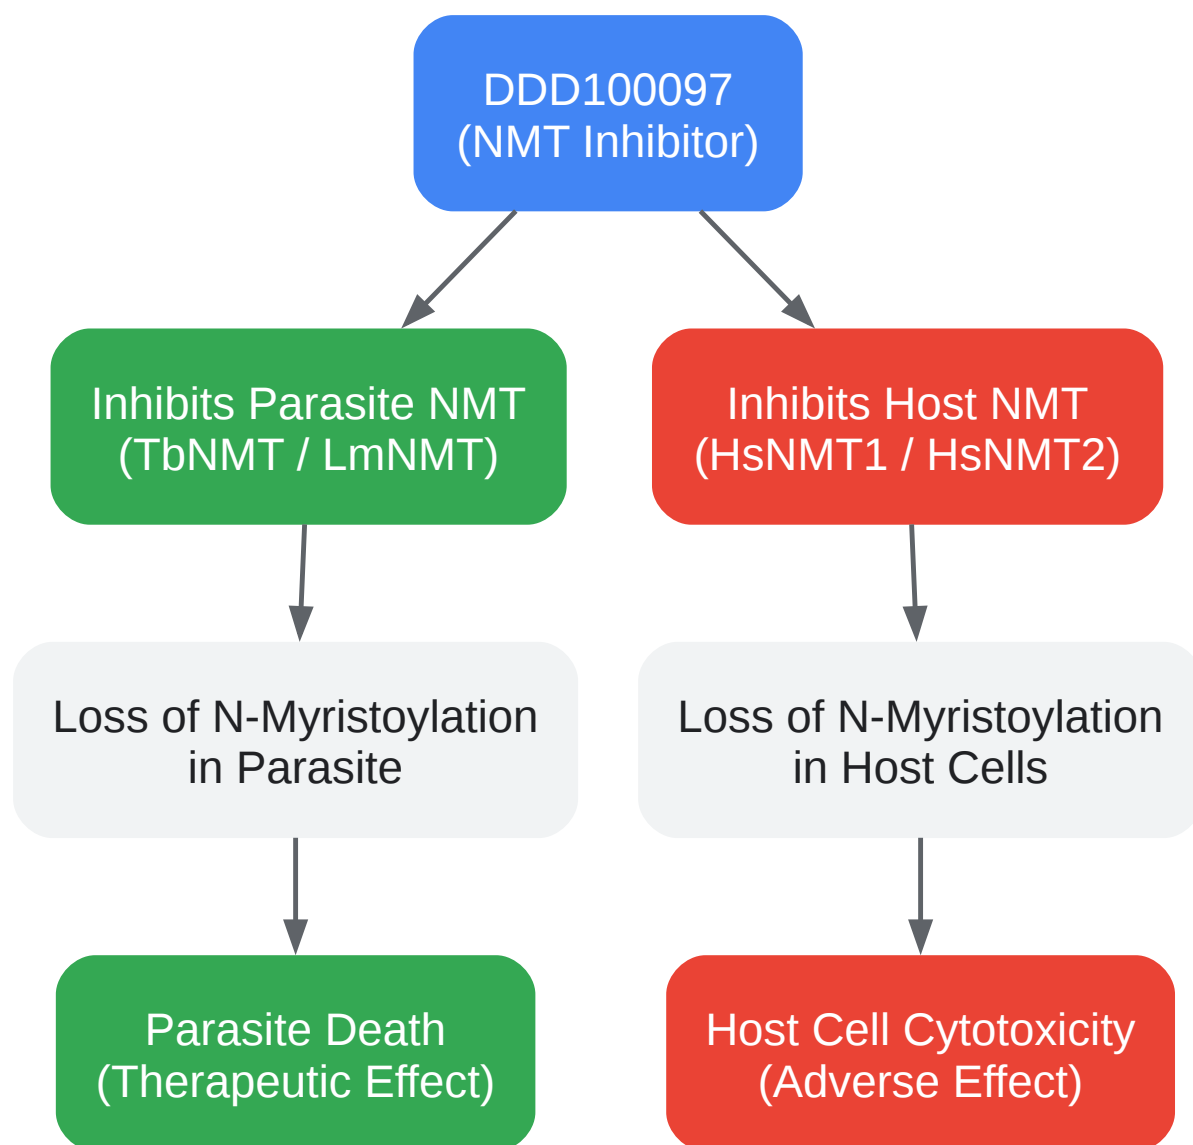 DDD100097
(NMT Inhibitor)
Inhibits Parasite NMT
(TbNMT / LmNMT)
Inhibits Host NMT
(HsNMT1 / HsNMT2)
Loss of N-Myristoylation
in Parasite
Loss of N-Myristoylation
in Host Cells
Parasite Death
(Therapeutic Effect)
Host Cell Cytotoxicity
(Adverse Effect)